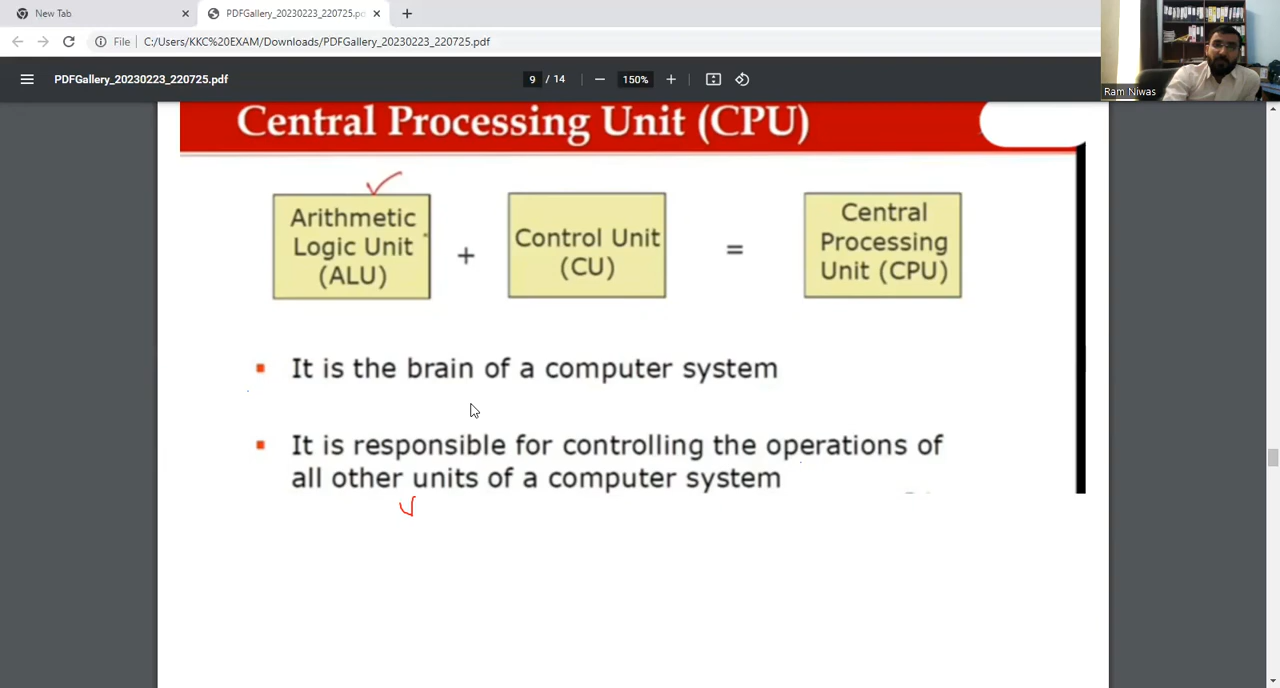 New Tab
PDFGallery_20230223_220725.pd
File
C:/Users/KKC%20EXAM/Downloads/PDFGallery_20230223_220725.pdf
PDFGallery_20230223_220725.pdf
9 / 14
150%
Ram Niwas
Central Processing Unit (CPU)
Arithmetic
Logic Unit
(ALU)
+
Control Unit
(CU)
=
Central
Processing
Unit (CPU)
It is the brain of a computer system
It is responsible for controlling the operations of
all other units of a computer system